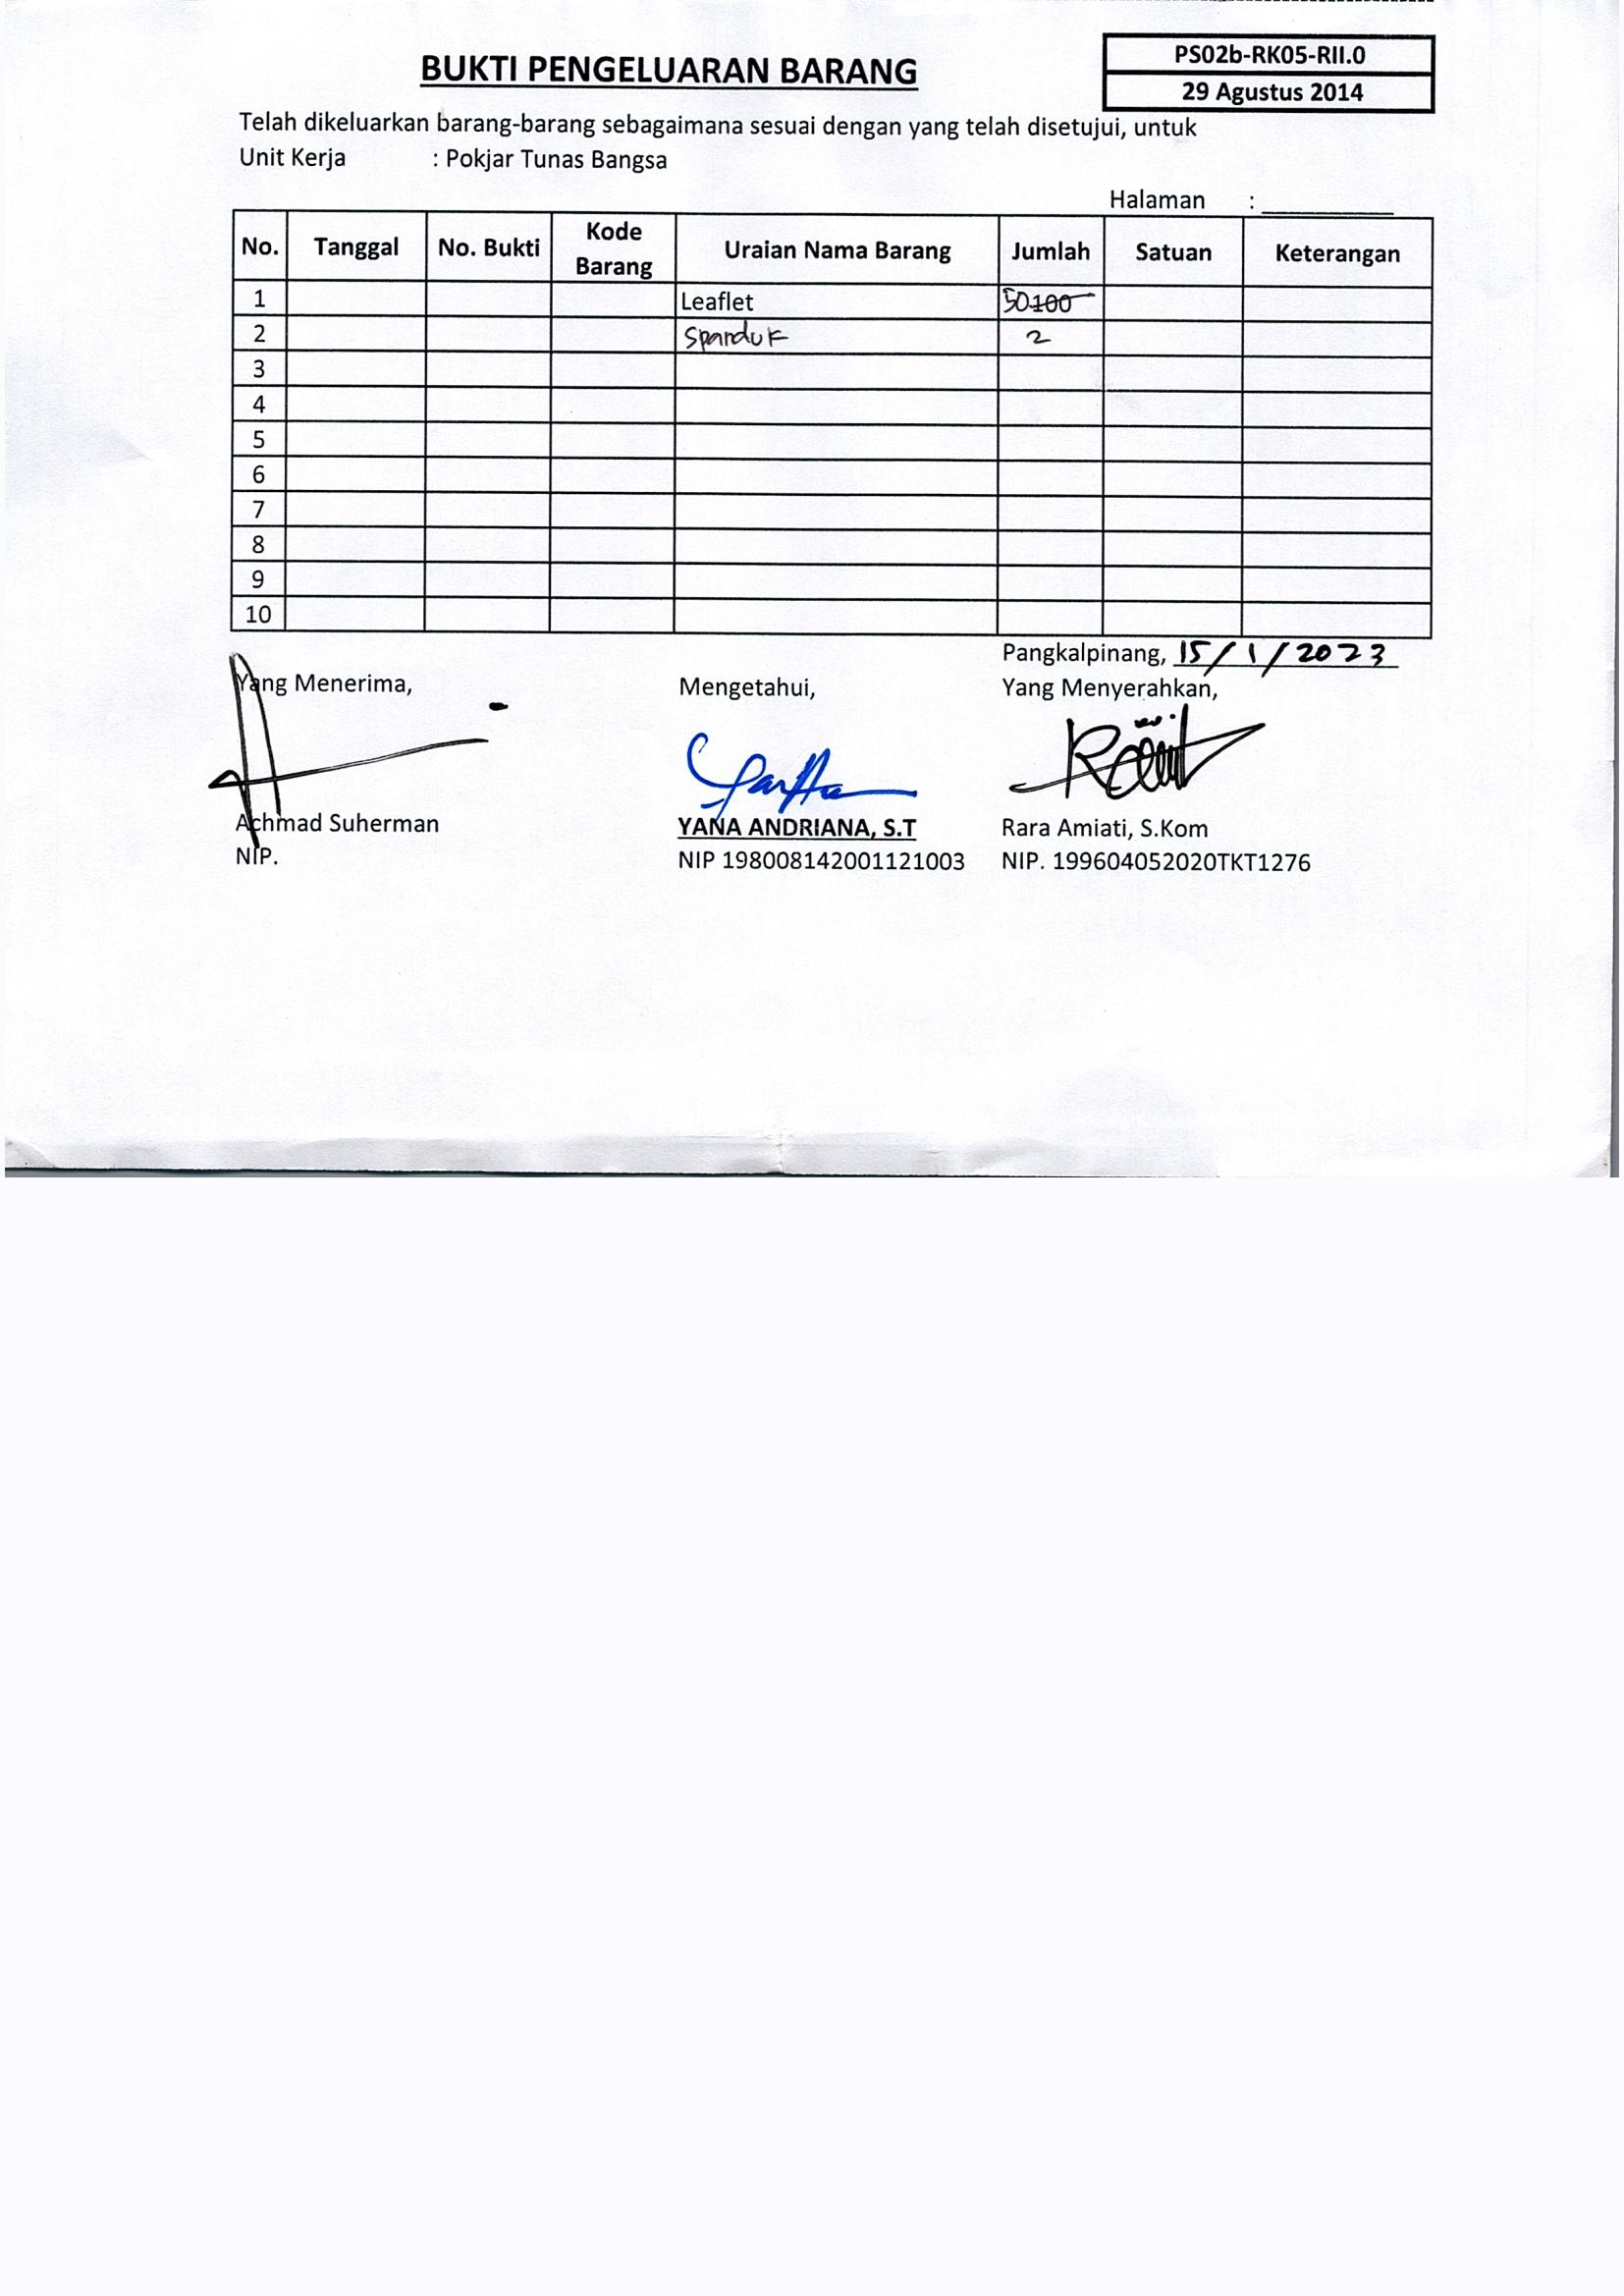 BUKTI PENGELUARAN BARANG
PS02b-RK05-RII.0
29 Agustus 2014
Telah dikeluarkan barang-barang sebagaimana sesuai dengan yang telah disetujui, untuk
Unit Kerja : Pokjar Tunas Bangsa
Halaman : __________
No. Tanggal No. Bukti Kode Barang Uraian Nama Barang Jumlah Satuan Keterangan
1 Leaflet 50 100
2 Spanduk 2
3
4
5
6
7
8
9
10
Pangkalpinang, 15/1/2023
Yang Menerima, Mengetahui, Yang Menyerahkan,
Achmad Suherman YANA ANDRIANA, S.T Rara Amiati, S.Kom
NIP. NIP 198008142001121003 NIP. 199604052020TKT1276